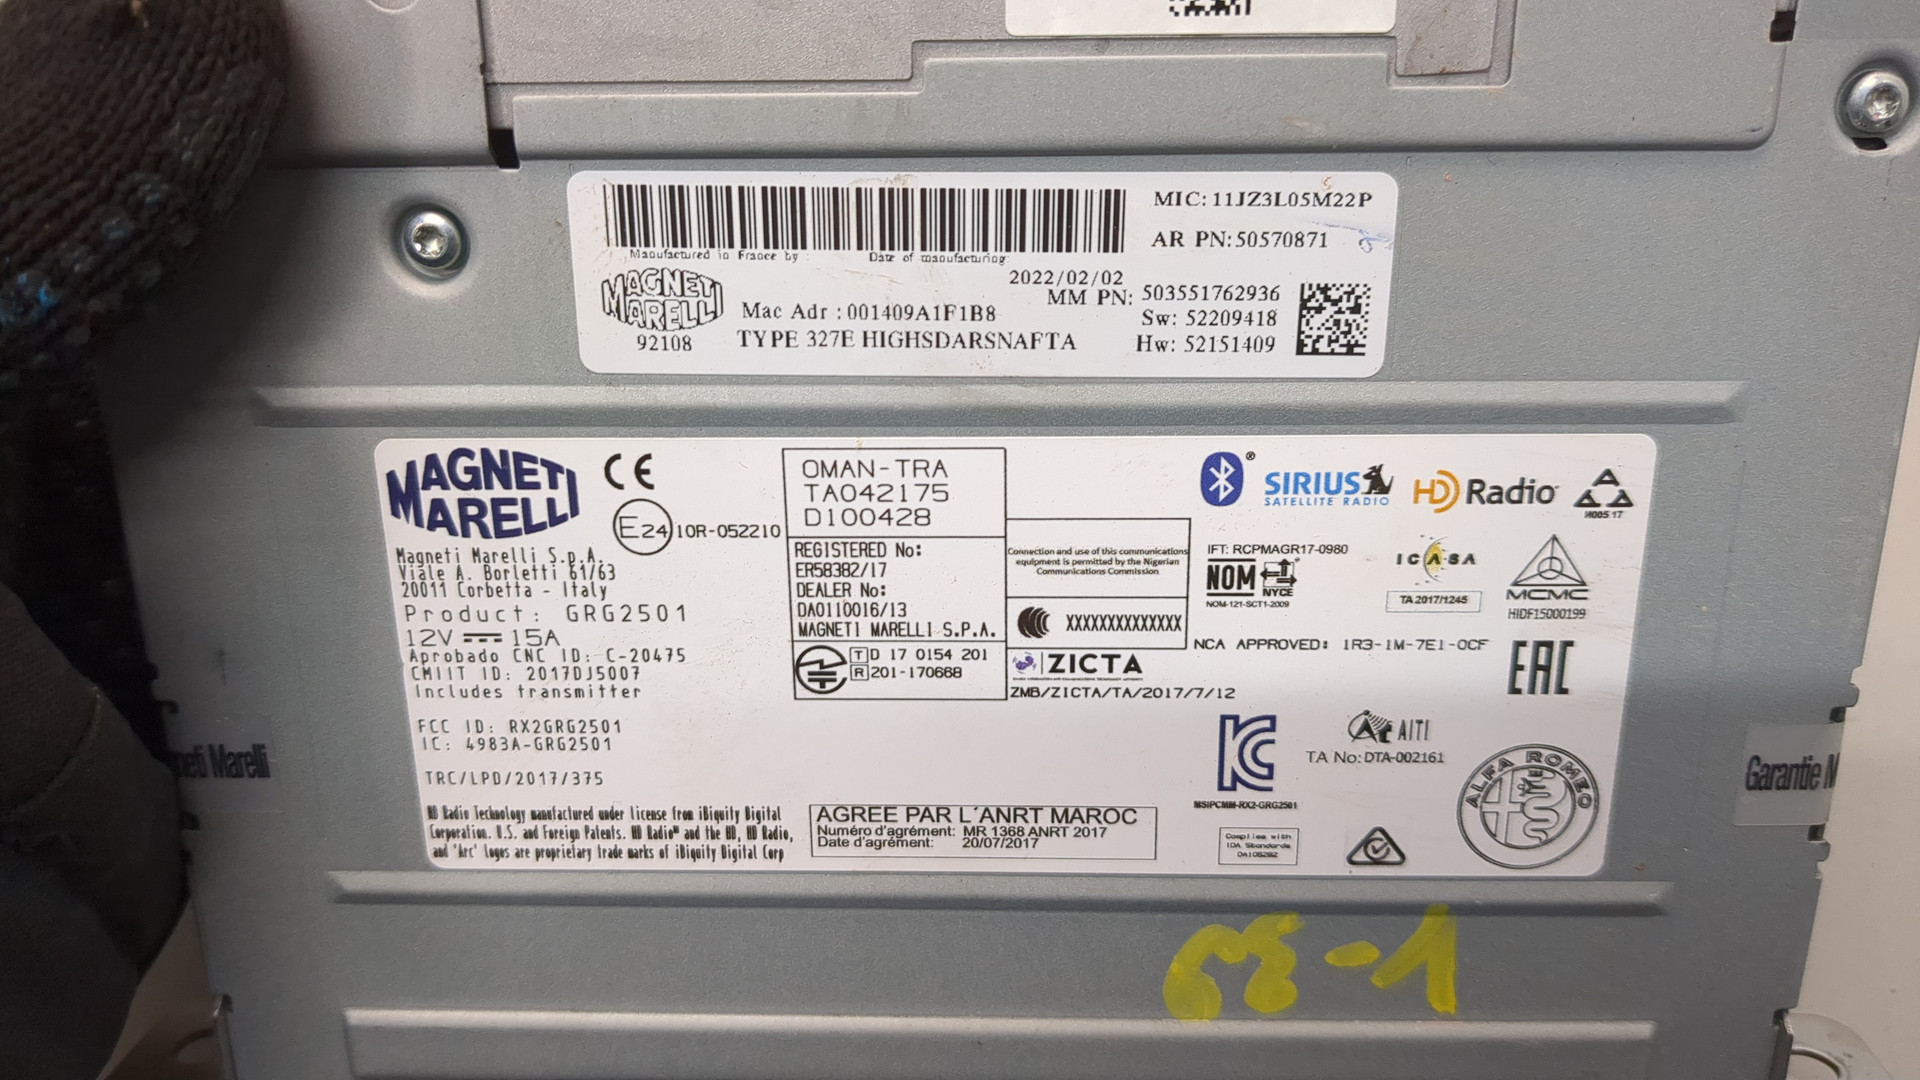 MIC: 11JZ3L05M22P
AR PN: 50570871
Manufactured in France by :
Date of manufacturing:
2022/02/02
MAGNETI
MARELLI
92108
MM PN: 503551762936
Mac Adr : 001409A1F1B8
Sw: 52209418
TYPE 327E HIGHSDARSNAFTA
Hw: 52151409
MAGNETI
MARELLI
CE
E24 10R-052210
Magneti Marelli S.p.A.
Viale A. Borletti 61/63
20011 Corbetta - Italy
Product: GRG2501
12V 15A
Aprobado CNC ID: C-20475
CMIIT ID: 2017DJ5007
Includes transmitter
FCC ID: RX2GRG2501
IC: 4983A-GRG2501
TRC/LPD/2017/375
HD Radio Technology manufactured under license from iBiquity Digital
Corporation. U.S. and Foreign Patents. HD Radio® and the HD, HD Radio,
and 'Arc' logos are proprietary trade marks of iBiquity Digital Corp
OMAN-TRA
TA042175
D100428
REGISTERED No:
ER58382/17
DEALER No:
DA0110016/13
MAGNETI MARELLI S.P.A.
T D 17 0154 201
R 201-170668
Connection and use of this communications
equipment is permitted by the Nigerian
Communications Commission
XXXXXXXXXXXXXX
ZICTA
ZMB/ZICTA/TA/2017/7/12
AGREE PAR L'ANRT MAROC
Numéro d'agrément: MR 1368 ANRT 2017
Date d'agrément: 20/07/2017
SIRIUS
SATELLITE RADIO
HD Radio
IFT: RCPMAGR17-0980
NOM
NYCE
NOM-121-SCT1-2009
ICASA
TA 2017/1245
MCMC
HIDF15000199
NCA APPROVED: 1R3-1M-7E1-0CF
EAC
MSIPCMM-RX2-GRG2501
AITI
TA No: DTA-002161
Complies with
IDA Standards
DA105282
ALFA ROMEO
neti Marelli
Garantie M